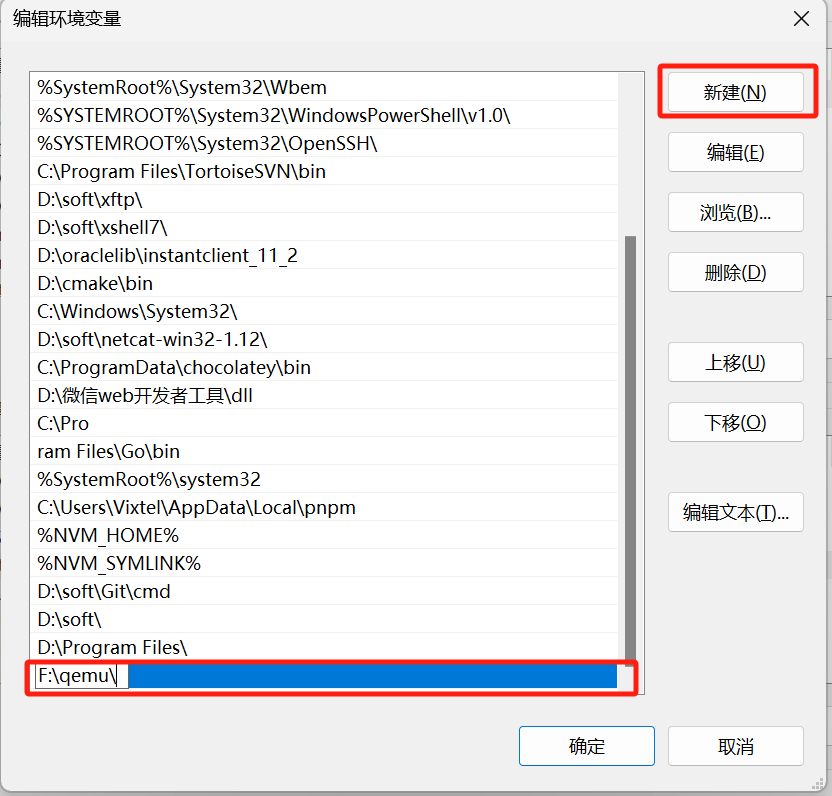 编辑环境变量
%SystemRoot%\System32\Wbem
%SYSTEMROOT%\System32\WindowsPowerShell\v1.0\
%SYSTEMROOT%\System32\OpenSSH\
C:\Program Files\TortoiseSVN\bin
D:\soft\xftp\
D:\soft\xshell7\
D:\oraclelib\instantclient_11_2
D:\cmake\bin
C:\Windows\System32\
D:\soft\netcat-win32-1.12\
C:\ProgramData\chocolatey\bin
D:\微信web开发者工具\dll
C:\Pro
ram Files\Go\bin
%SystemRoot%\system32
C:\Users\Vixtel\AppData\Local\pnpm
%NVM_HOME%
%NVM_SYMLINK%
D:\soft\Git\cmd
D:\soft\
D:\Program Files\
F:\qemu\
新建(N)
编辑(E)
浏览(B)...
删除(D)
上移(U)
下移(O)
编辑文本(T)...
确定
取消